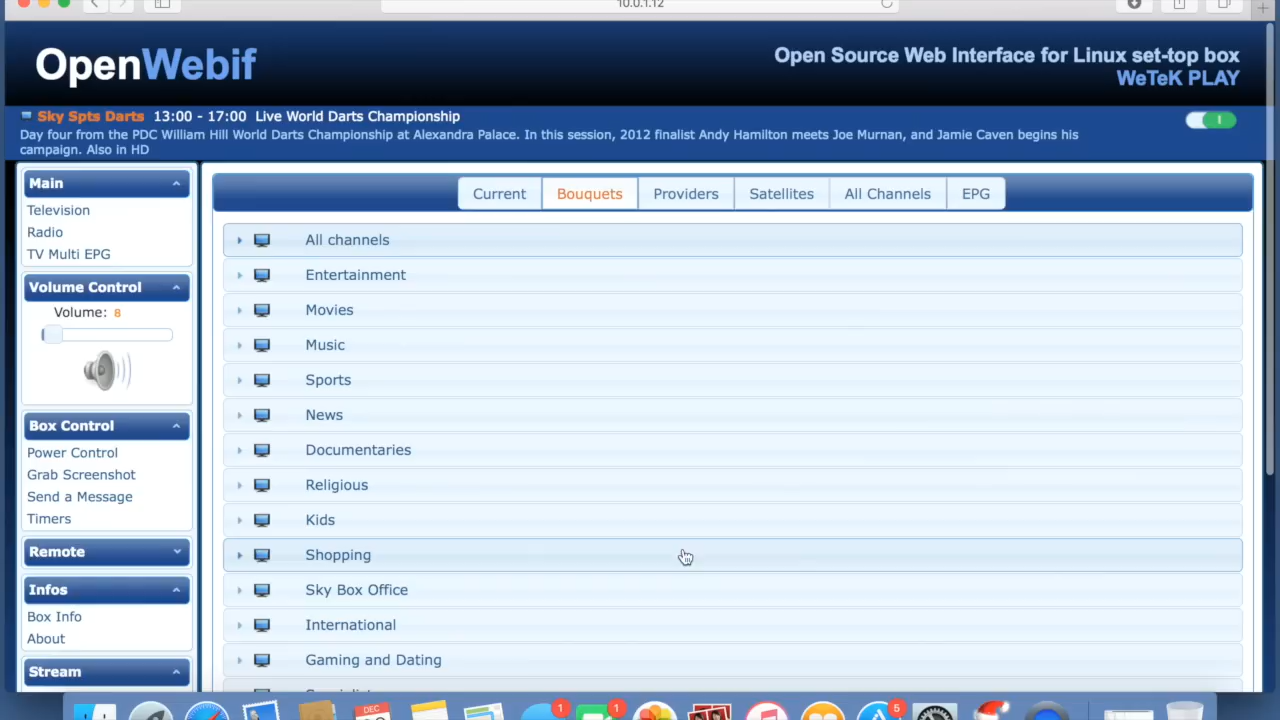 10.0.1.12
OpenWebif
Open Source Web Interface for Linux set-top box
WeTeK PLAY
Sky Spts Darts 13:00 - 17:00 Live World Darts Championship
Day four from the PDC William Hill World Darts Championship at Alexandra Palace. In this session, 2012 finalist Andy Hamilton meets Joe Murnan, and Jamie Caven begins his
campaign. Also in HD
Main
Television
Radio
TV Multi EPG
Volume Control
Volume: 8
Box Control
Power Control
Grab Screenshot
Send a Message
Timers
Remote
Infos
Box Info
About
Stream
Current Bouquets Providers Satellites All Channels EPG
All channels
Entertainment
Movies
Music
Sports
News
Documentaries
Religious
Kids
Shopping
Sky Box Office
International
Gaming and Dating
DEC
1
1
5